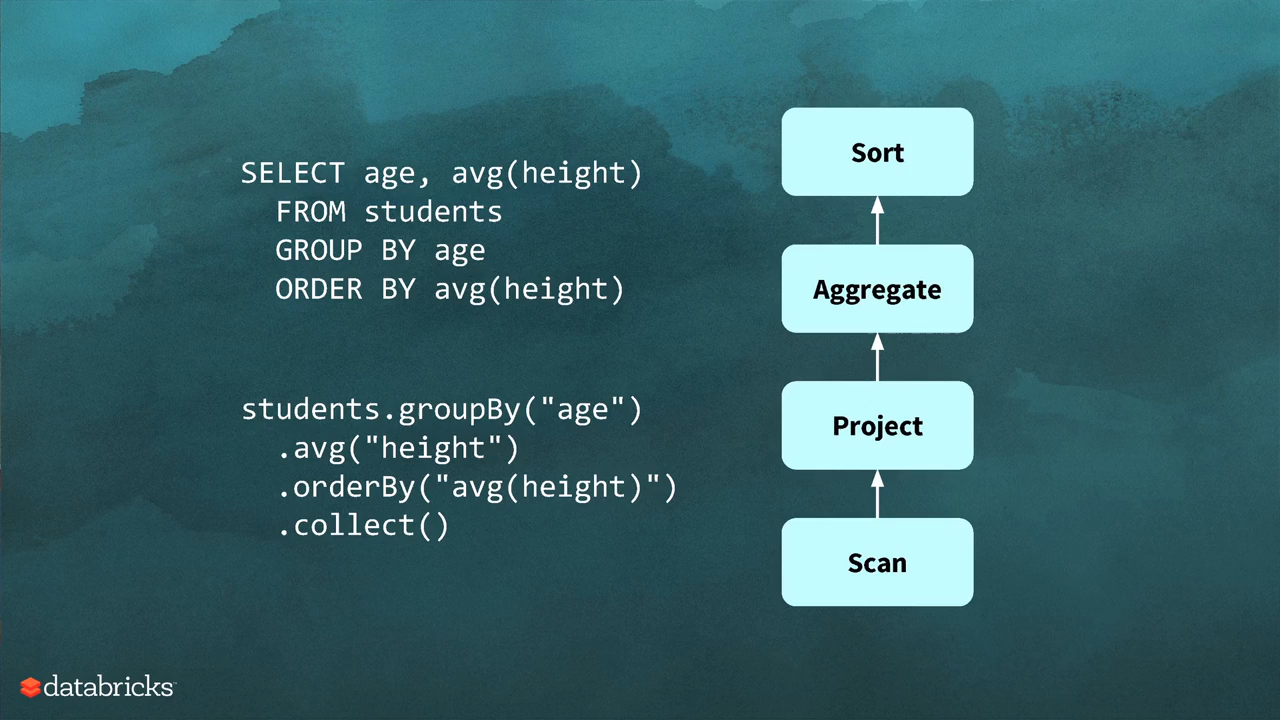 SELECT age, avg(height)
FROM students
GROUP BY age
ORDER BY avg(height)
students.groupBy("age")
.avg("height")
.orderBy("avg(height)")
.collect()
Sort
Aggregate
Project
Scan
databricks™